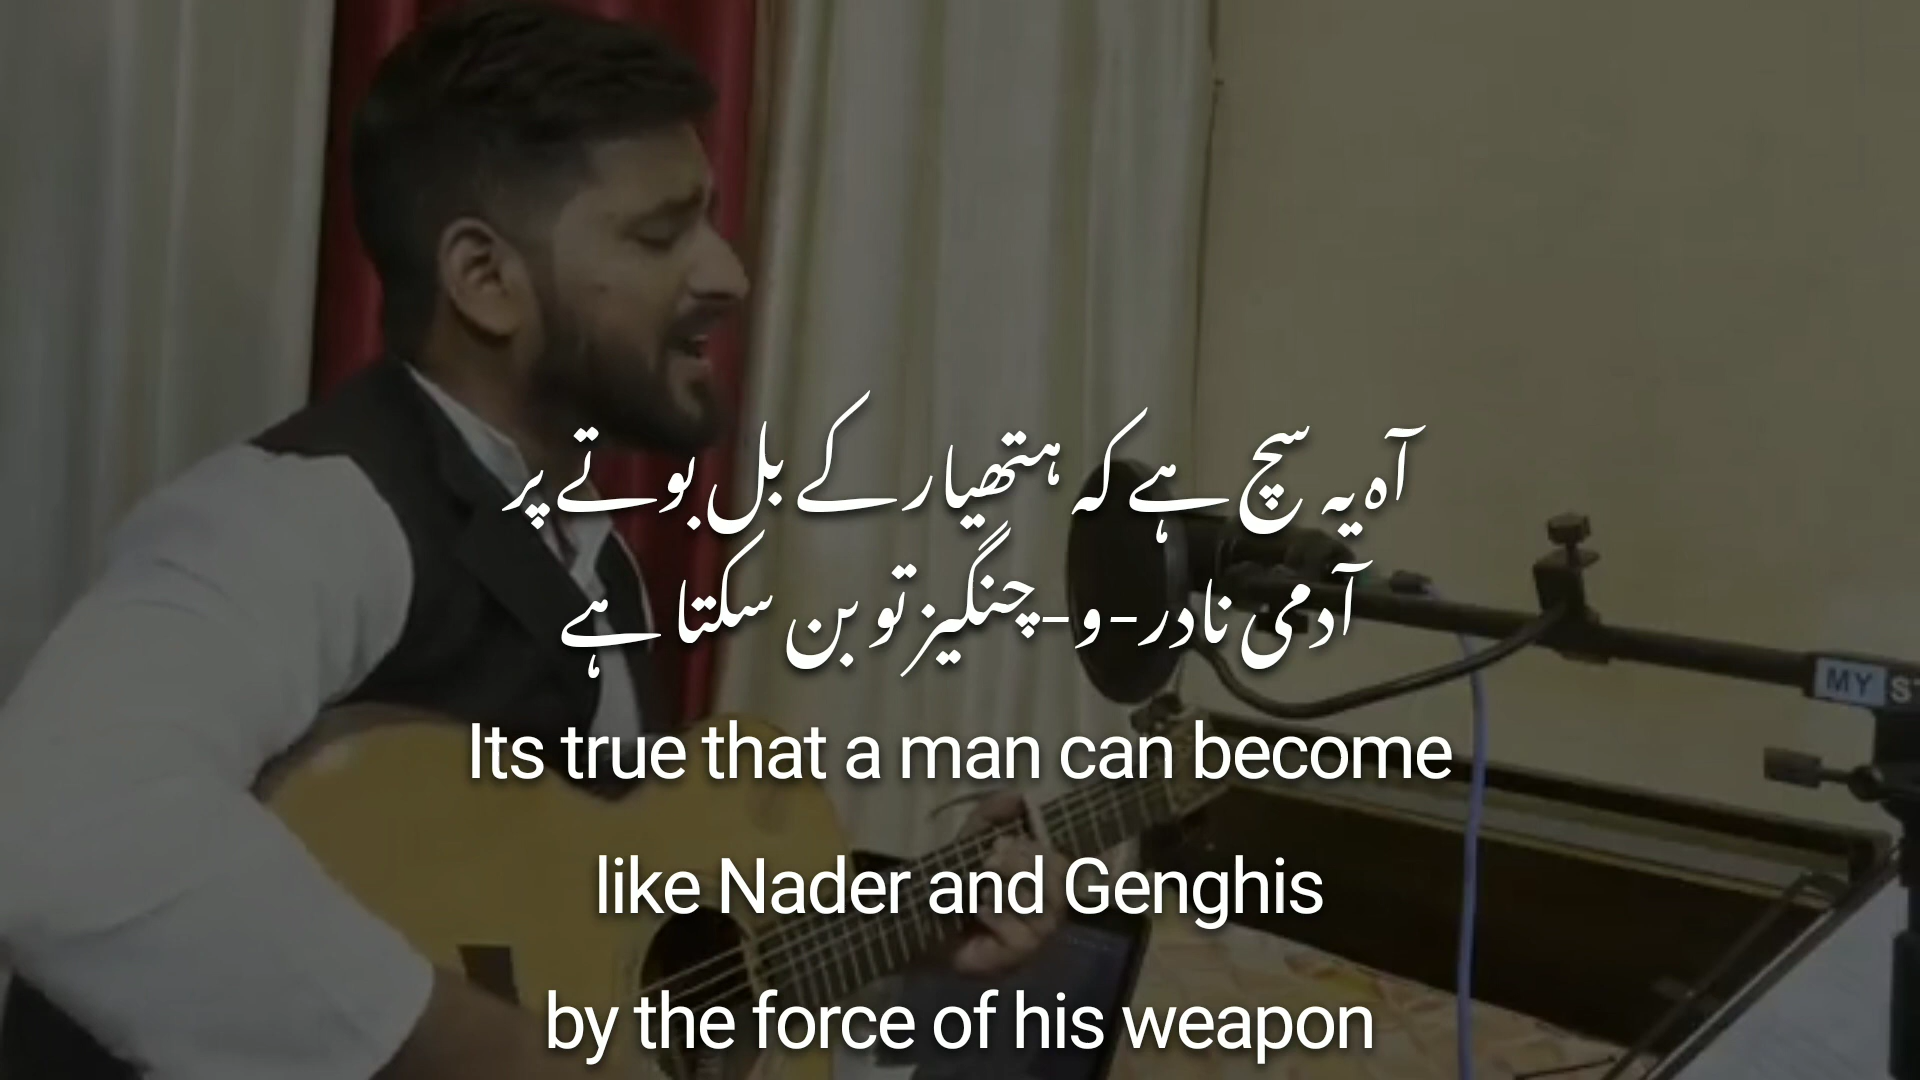 آہ یہ سچ ہے کہ ہتھیار کے بل بوتے پر
آدمی نادر-و-چنگیز تو بن سکتا ہے
Its true that a man can become
like Nader and Genghis
by the force of his weapon
MY